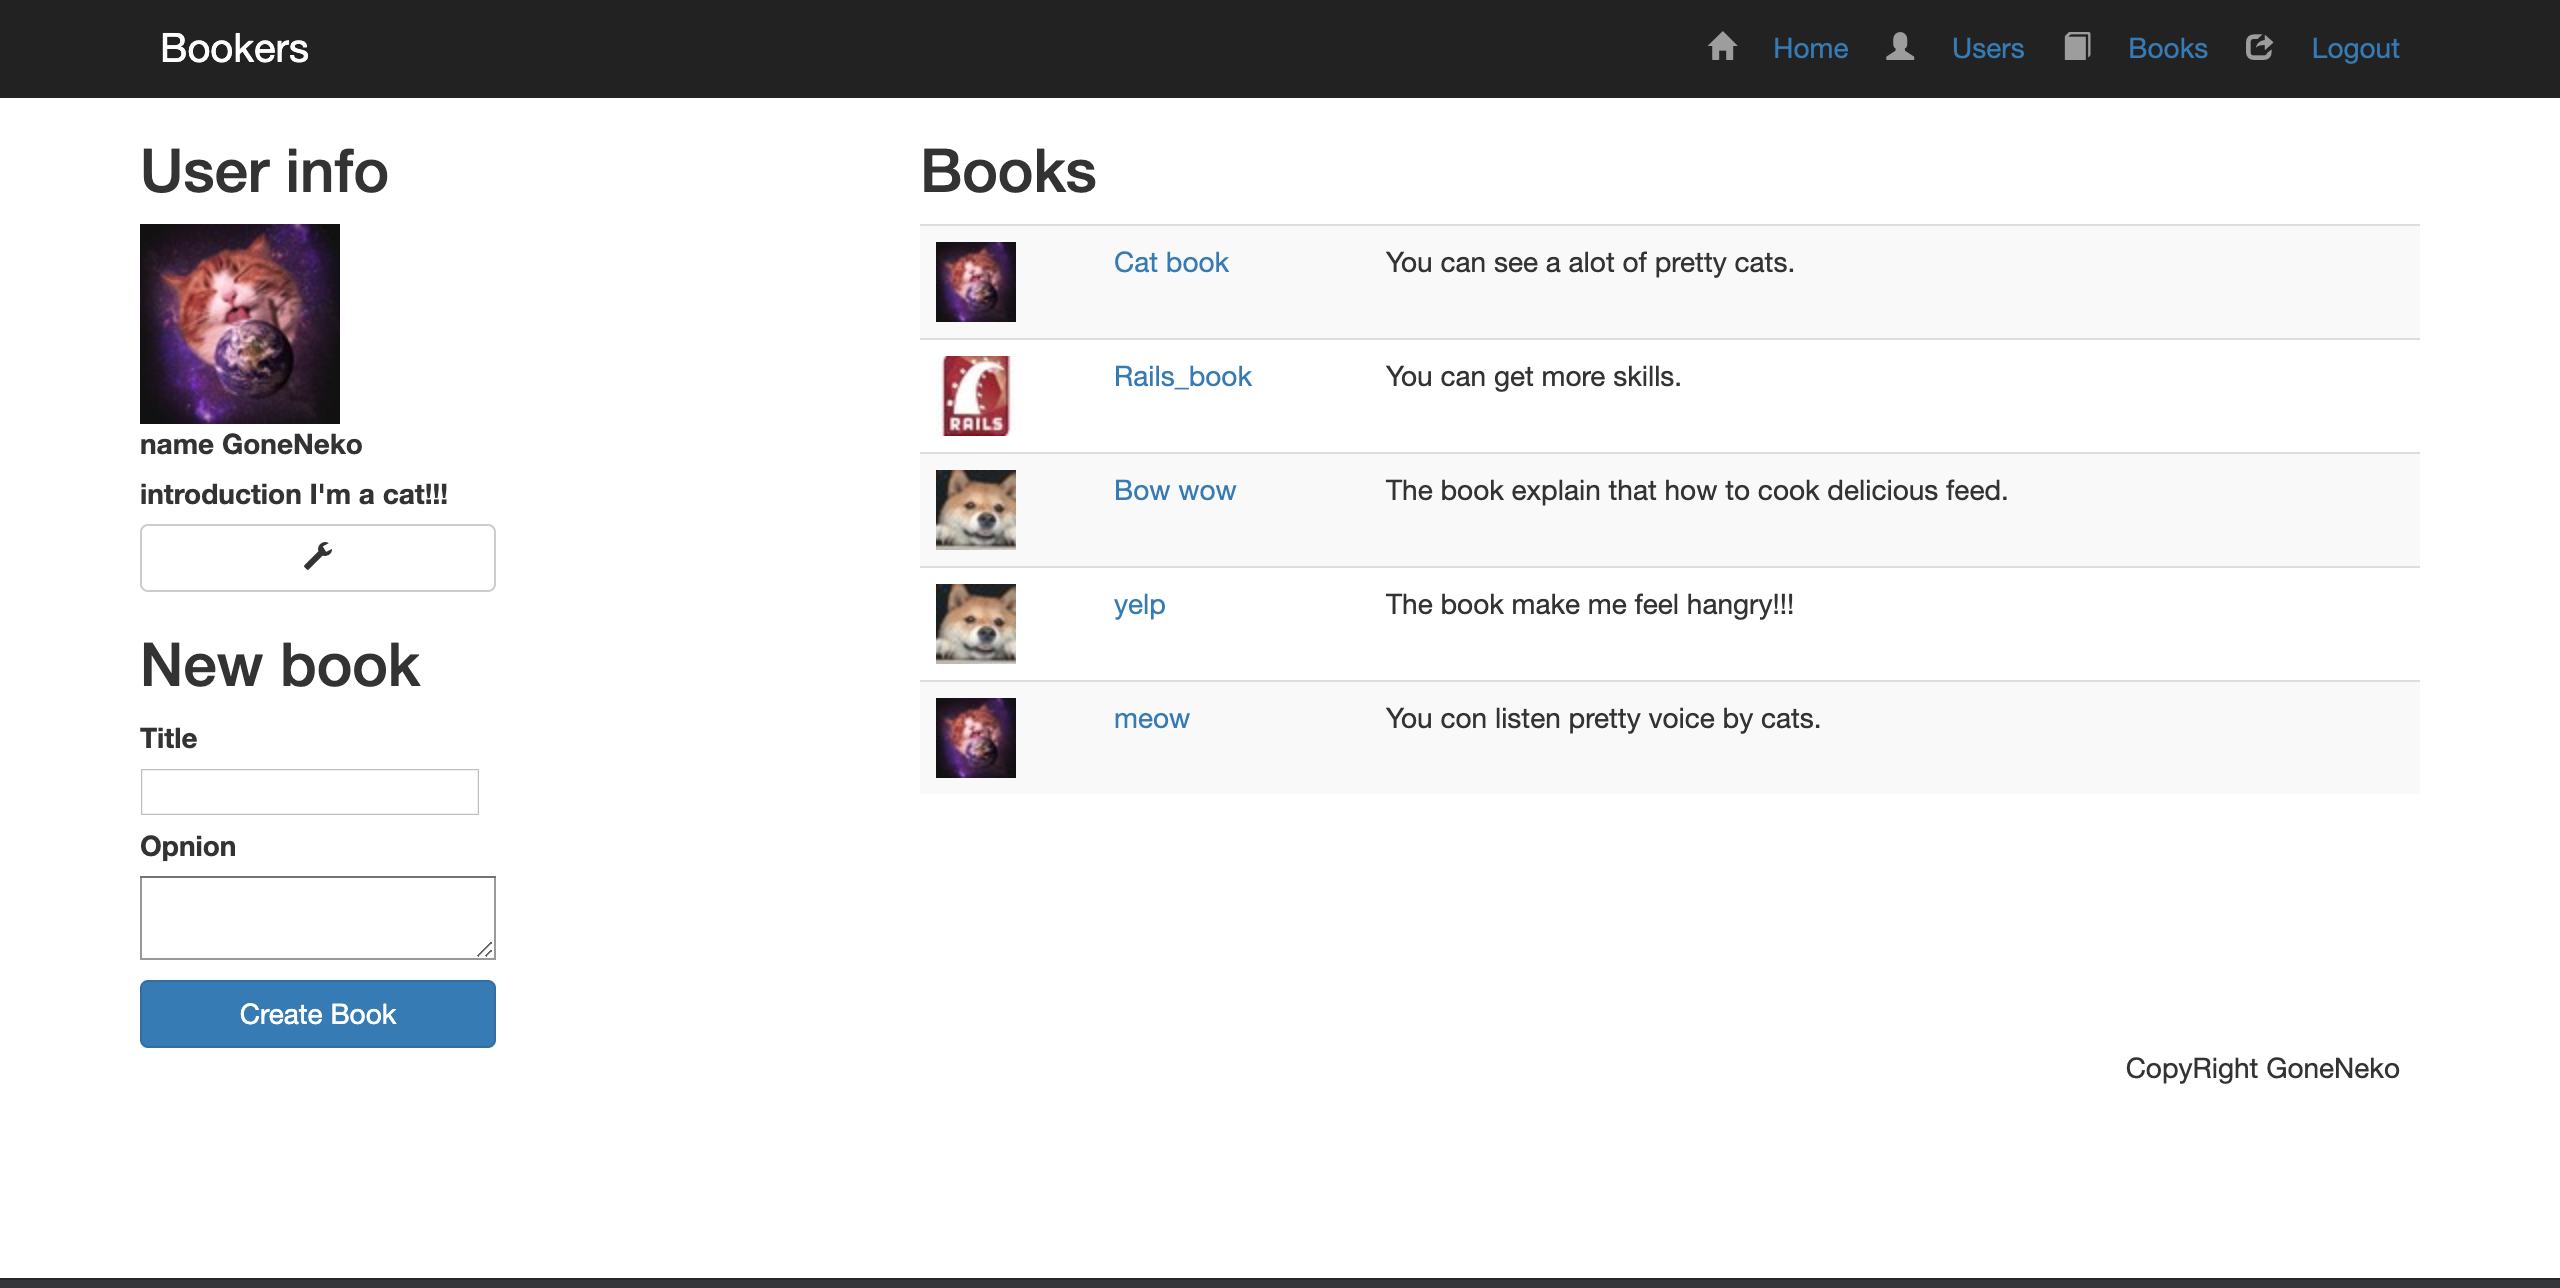 Bookers
Home Users Books Logout
User info
name GoneNeko
introduction I'm a cat!!!
New book
Title
Opnion
Create Book
Books
Cat book You can see a alot of pretty cats.
RAILS
Rails_book You can get more skills.
Bow wow The book explain that how to cook delicious feed.
yelp The book make me feel hangry!!!
meow You con listen pretty voice by cats.
CopyRight GoneNeko